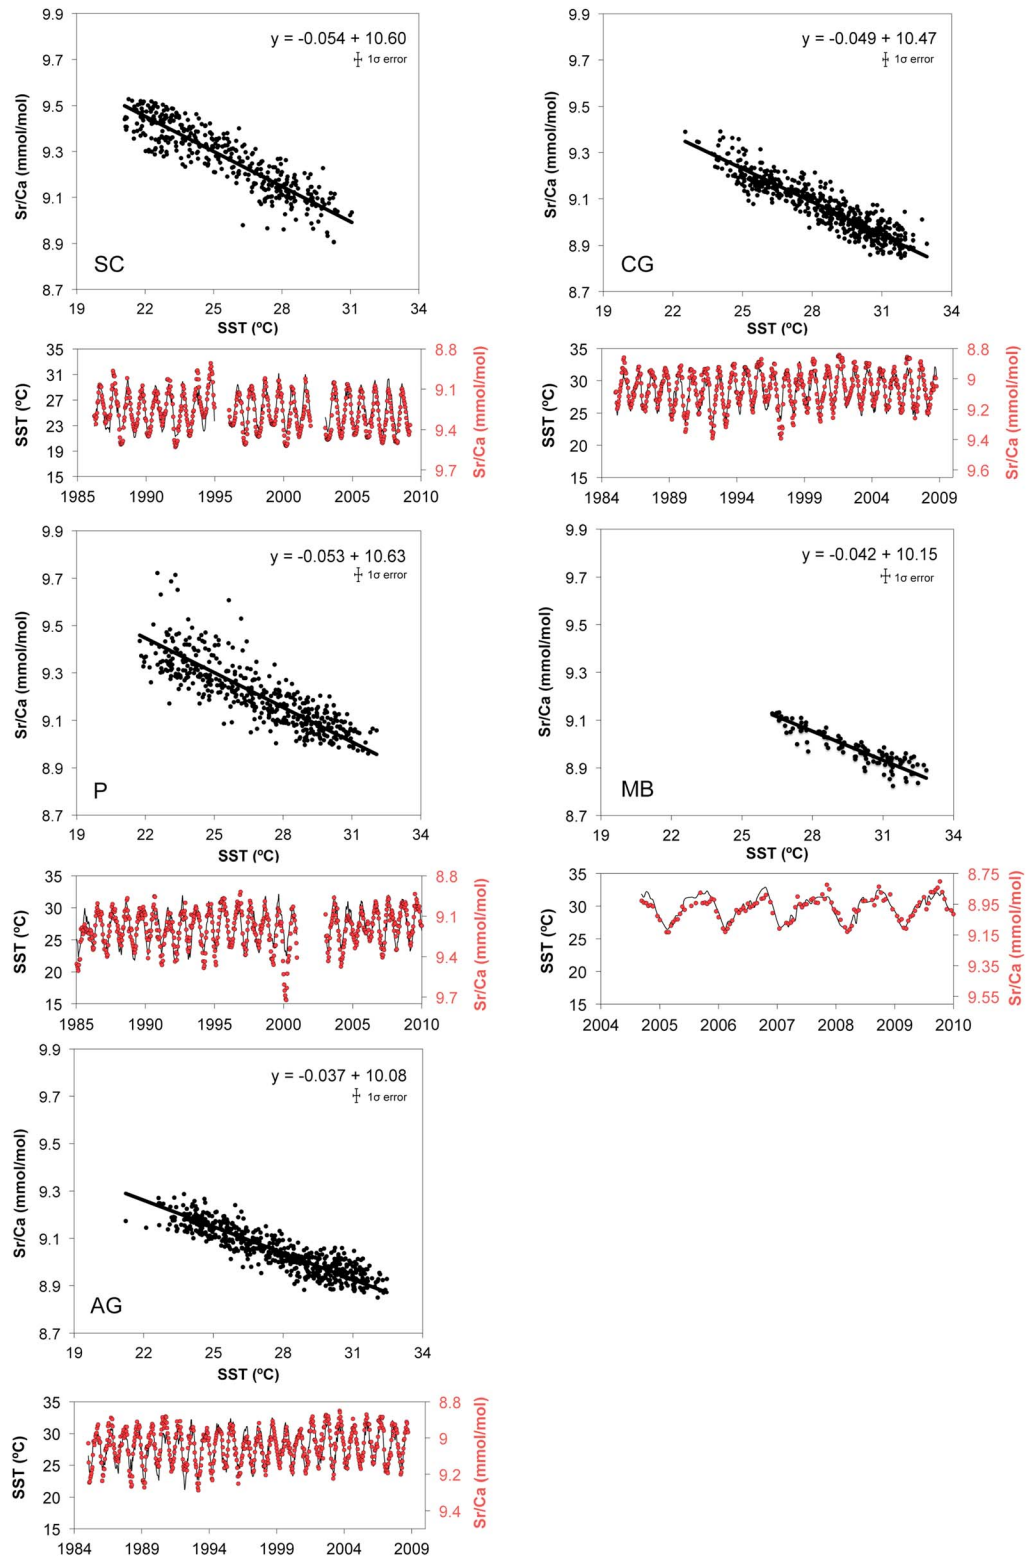 y = -0.054 + 10.60
1σ error
Sr/Ca (mmol/mol)
9.9
9.7
9.5
9.3
9.1
8.9
8.7
SC
19 22 25 28 31 34
SST (ºC)
SST (ºC)
35
31
27
23
19
15
8.8
9.1
9.4
9.7
Sr/Ca (mmol/mol)
1985 1990 1995 2000 2005 2010
y = -0.049 + 10.47
1σ error
Sr/Ca (mmol/mol)
9.9
9.7
9.5
9.3
9.1
8.9
8.7
CG
19 22 25 28 31 34
SST (ºC)
SST (ºC)
35
30
25
20
15
8.8
9
9.2
9.4
9.6
Sr/Ca (mmol/mol)
1984 1989 1994 1999 2004 2009
y = -0.053 + 10.63
1σ error
Sr/Ca (mmol/mol)
9.9
9.7
9.5
9.3
9.1
8.9
8.7
P
19 22 25 28 31 34
SST (ºC)
SST (ºC)
35
30
25
20
15
8.8
9.1
9.4
9.7
Sr/Ca (mmol/mol)
1985 1990 1995 2000 2005 2010
y = -0.042 + 10.15
1σ error
Sr/Ca (mmol/mol)
9.9
9.7
9.5
9.3
9.1
8.9
8.7
MB
19 22 25 28 31 34
SST (ºC)
SST (ºC)
35
30
25
20
15
8.75
8.95
9.15
9.35
9.55
Sr/Ca (mmol/mol)
2004 2005 2006 2007 2008 2009 2010
y = -0.037 + 10.08
1σ error
Sr/Ca (mmol/mol)
9.9
9.7
9.5
9.3
9.1
8.9
8.7
AG
19 22 25 28 31 34
SST (ºC)
SST (ºC)
35
30
25
20
15
8.8
9
9.2
9.4
Sr/Ca (mmol/mol)
1984 1989 1994 1999 2004 2009